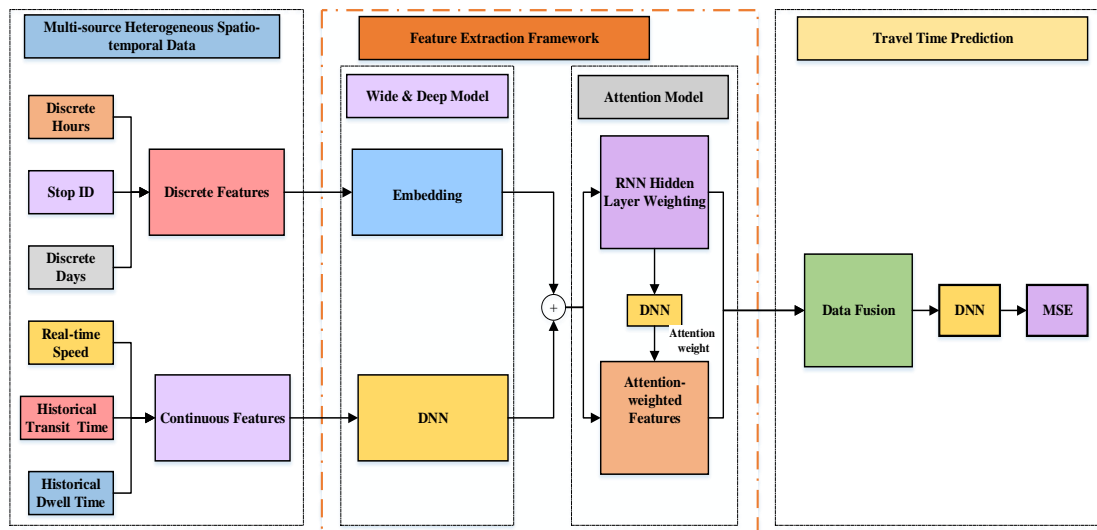 Multi-source Heterogeneous Spatio-
temporal Data
Discrete
Hours
Stop ID
Discrete
Days
Discrete Features
Real-time
Speed
Historical
Transit Time
Historical
Dwell Time
Continuous Features
Feature Extraction Framework
Wide & Deep Model
Embedding
DNN
+
Attention Model
RNN Hidden
Layer Weighting
DNN
Attention
weight
Attention-
weighted
Features
Travel Time Prediction
Data Fusion
DNN
MSE